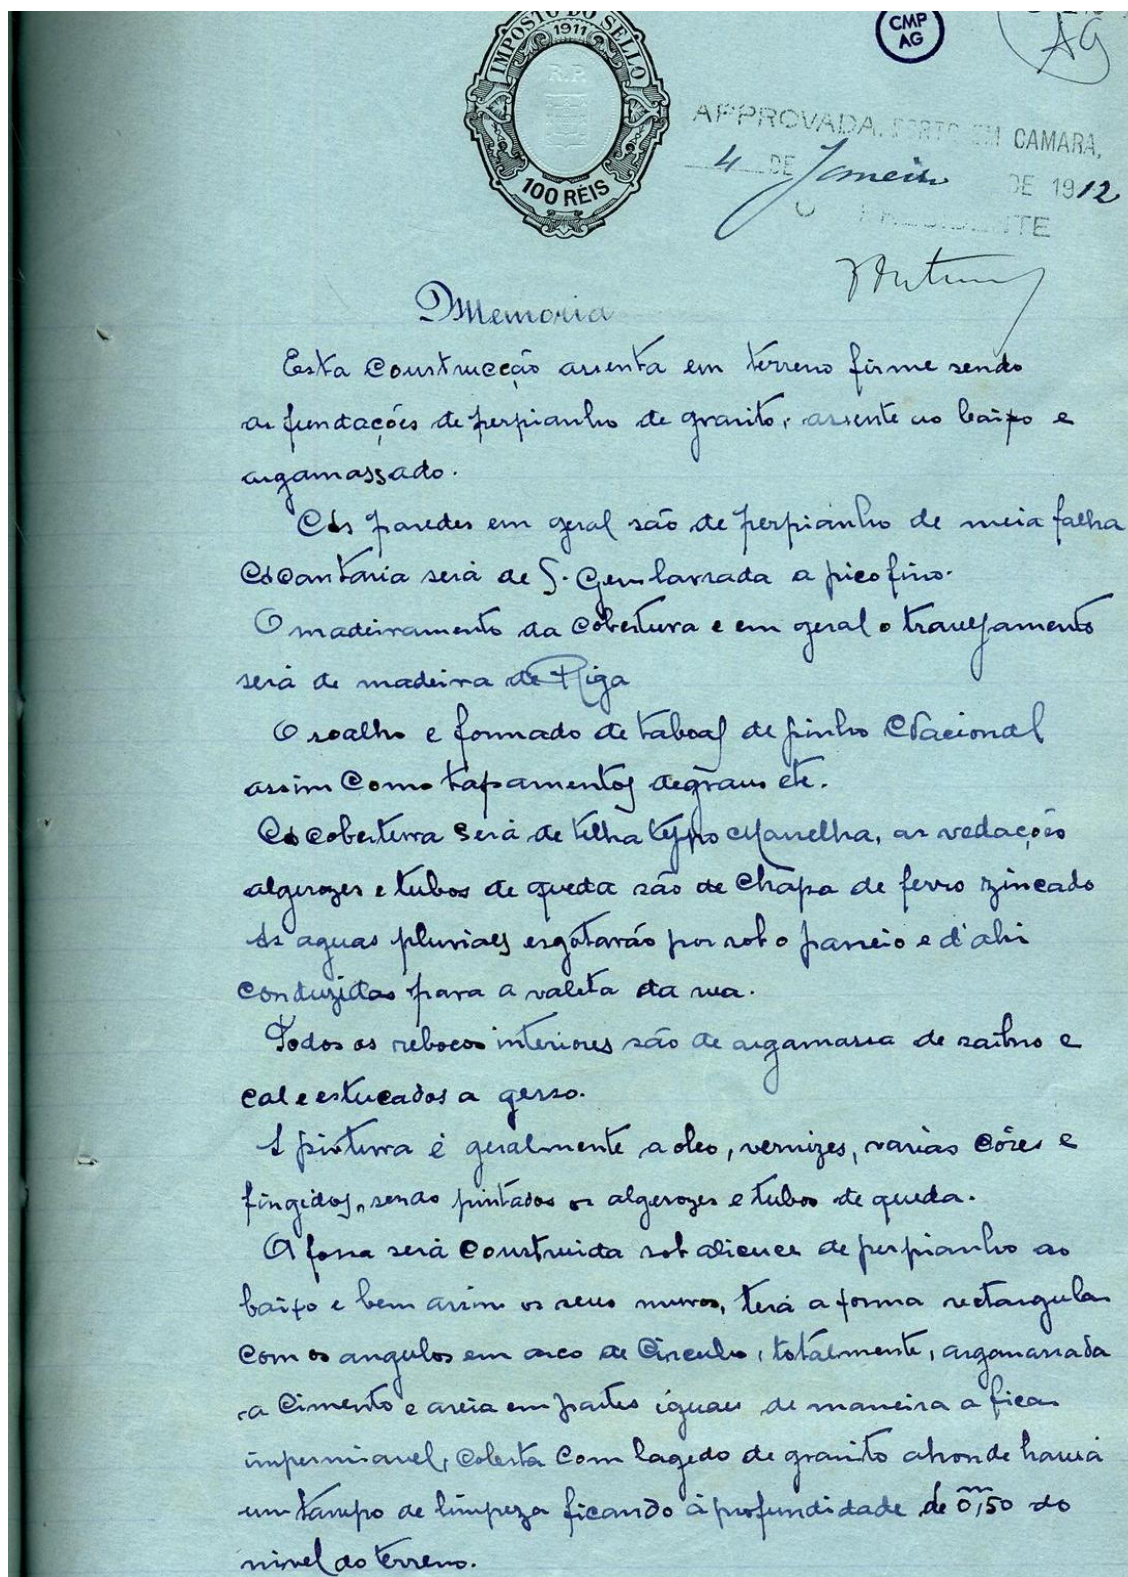 IMPOSTO DO SELLO
1911
R.P.
100 RÉIS
CMP
AG
AG
APPROVADA. PORTO EM CAMARA,
4 DE Janeiro DE 1912
O PRESIDENTE
Memoria
Esta Construcção assenta em terreno firme sendo
as fundações de perpianho de granito, assente ao baixo e
argamassado.
As paredes em geral são de perpianho de meia falha
A Cantaria será de S. Gens lavrada a pico fino.
O madeiramento da Cobertura e em geral o travejamento
será de madeira de Riga
O soalho e formado de taboas de pinho Nacional
assim Como tapamentos degraus etc.
A cobertura Será de telha typo Marselha, as vedações
algerozes e tubos de queda são de Chapa de ferro zincado
As aguas pluviaes esgotarão por sob o passeio e d'ahi
Conduzidas para a valeta da rua.
Todos os rebocos interiores são de argamassa de saibro e
Cal e estucados a gesso.
A pintura é geralmente a oleo, vernizes, varias Côres e
fingidos, sendo pintados os algerozes e tubos de queda.
A fossa será Construida sob alicerce de perpianho ao
baixo e bem assim os seus muros, terá a forma rectangular
Com os angulos em arco de Circulo, totalmente, argamassada
a Cimento e areia em partes iguaes de maneira a ficar
impermiavel, Coberta Com lagedo de granito ahonde haverá
um tampo de limpeza ficando á profundidade de 0,m50 do
nivel do terreno.